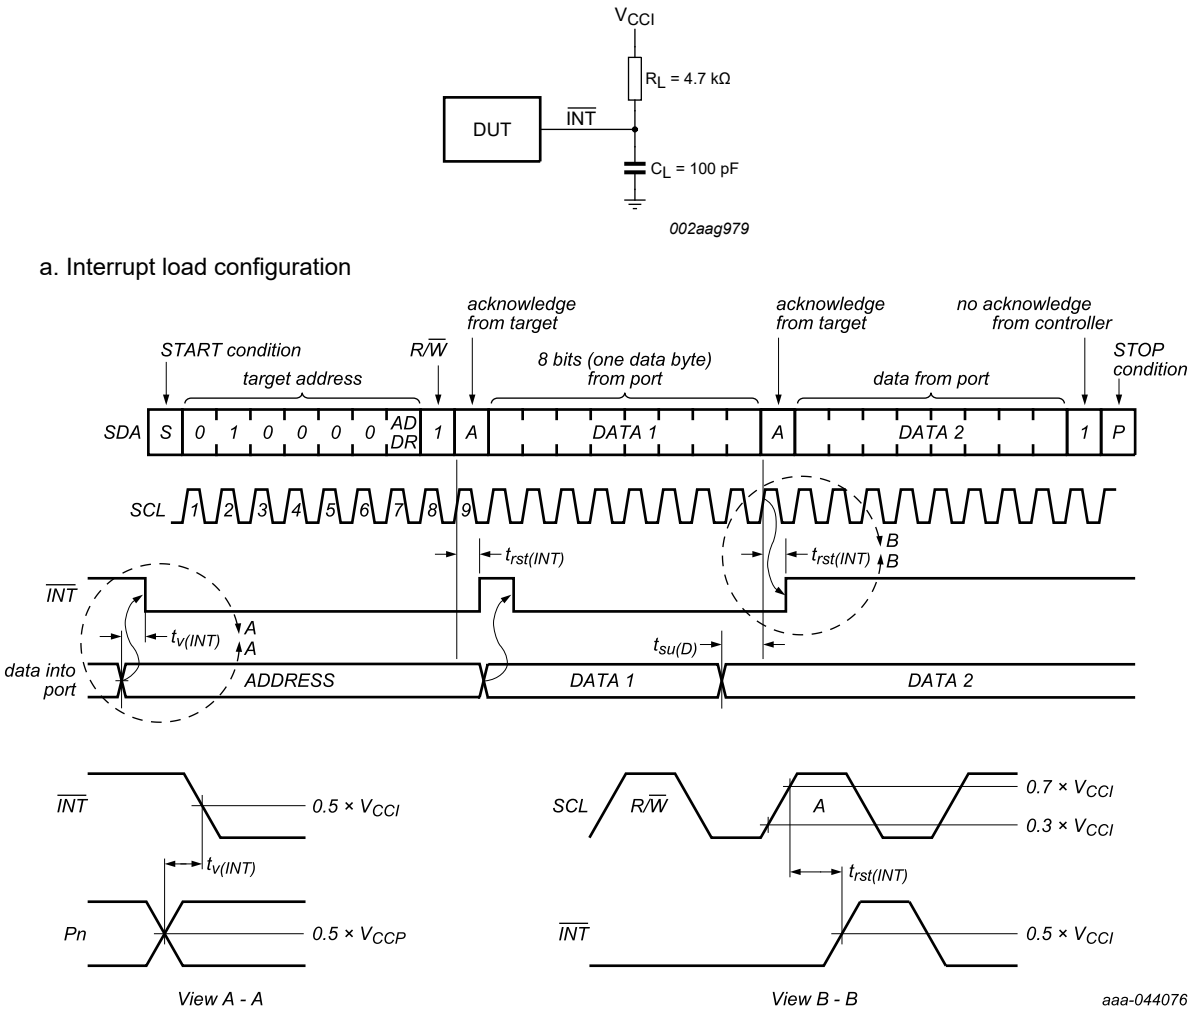 VCCI
RL = 4.7 kΩ
DUT
INT
CL = 100 pF
002aag979
a. Interrupt load configuration
acknowledge
from target
acknowledge
from target
no acknowledge
from controller
START condition
R/W
8 bits (one data byte)
from port
STOP
condition
target address
data from port
SDA S 0 1 0 0 0 0 AD DR 1 A DATA 1 A DATA 2 1 P
SCL 1 2 3 4 5 6 7 8 9
B
B
trst(INT)
trst(INT)
INT
A
A
tv(INT)
tsu(D)
data into
port
ADDRESS
DATA 1
DATA 2
INT
0.5 × VCCI
tv(INT)
Pn
0.5 × VCCP
View A - A
SCL
R/W
A
0.7 × VCCI
0.3 × VCCI
trst(INT)
INT
0.5 × VCCI
View B - B
aaa-044076